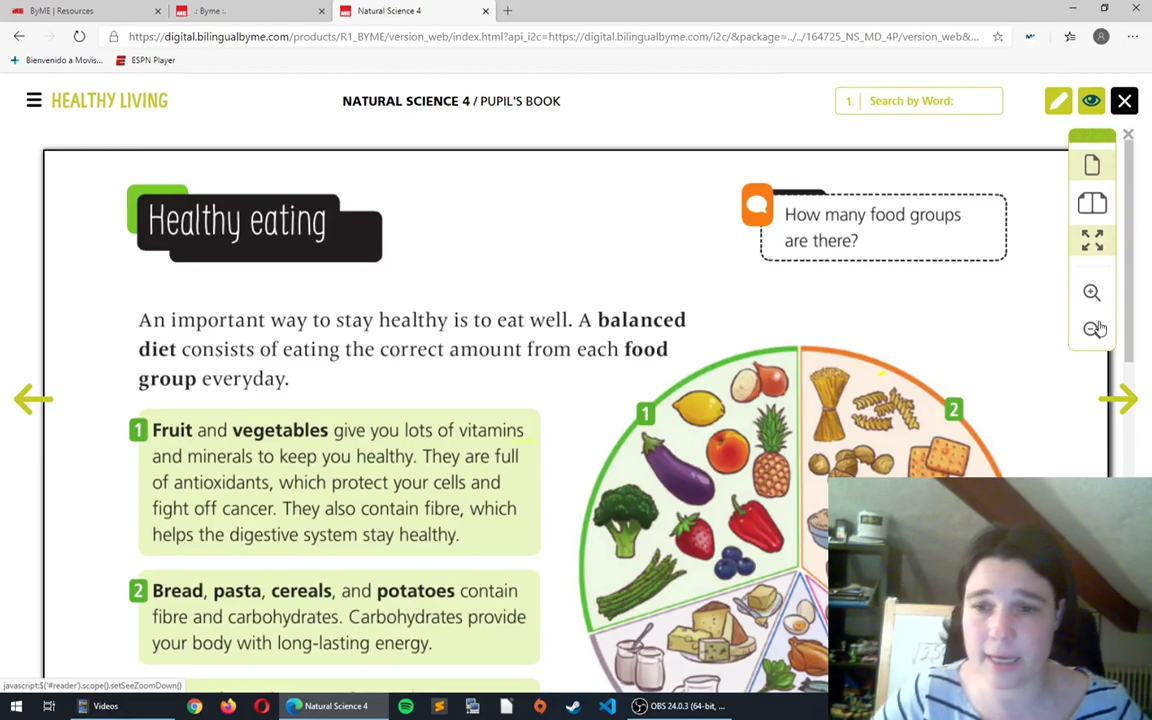 ByME | Resources
.: Byme :.
Natural Science 4
https://digital.bilingualbyme.com/products/R1_BYME/version_web/index.html?api_i2c=https://digital.bilingualbyme.com/i2c/&package=../../164725_NS_MD_4P/version_web&...
Bienvenido a Movis...
ESPN Player
HEALTHY LIVING
NATURAL SCIENCE 4 / PUPIL'S BOOK
1 Search by Word:
Healthy eating
How many food groups
are there?
An important way to stay healthy is to eat well. A balanced
diet consists of eating the correct amount from each food
group everyday.
1 Fruit and vegetables give you lots of vitamins
and minerals to keep you healthy. They are full
of antioxidants, which protect your cells and
fight off cancer. They also contain fibre, which
helps the digestive system stay healthy.
2 Bread, pasta, cereals, and potatoes contain
fibre and carbohydrates. Carbohydrates provide
your body with long-lasting energy.
1
2
javascript:$('#reader').scope().setSeeZoomDown()
Videos
Natural Science 4
OBS 24.0.3 (64-bit, ...